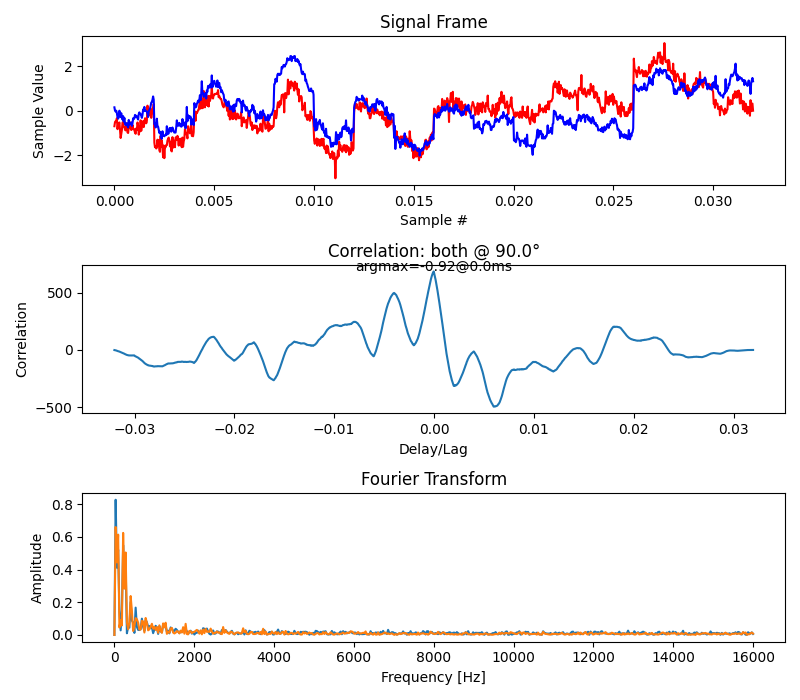 Signal Frame
Sample Value
2
0
−2
0.000 0.005 0.010 0.015 0.020 0.025 0.030
Sample #
Correlation: both @ 90.0°
argmax=-0.92@0.0ms
Correlation
500
0
−500
−0.03 −0.02 −0.01 0.00 0.01 0.02 0.03
Delay/Lag
Fourier Transform
Amplitude
0.8
0.6
0.4
0.2
0.0
0 2000 4000 6000 8000 10000 12000 14000 16000
Frequency [Hz]